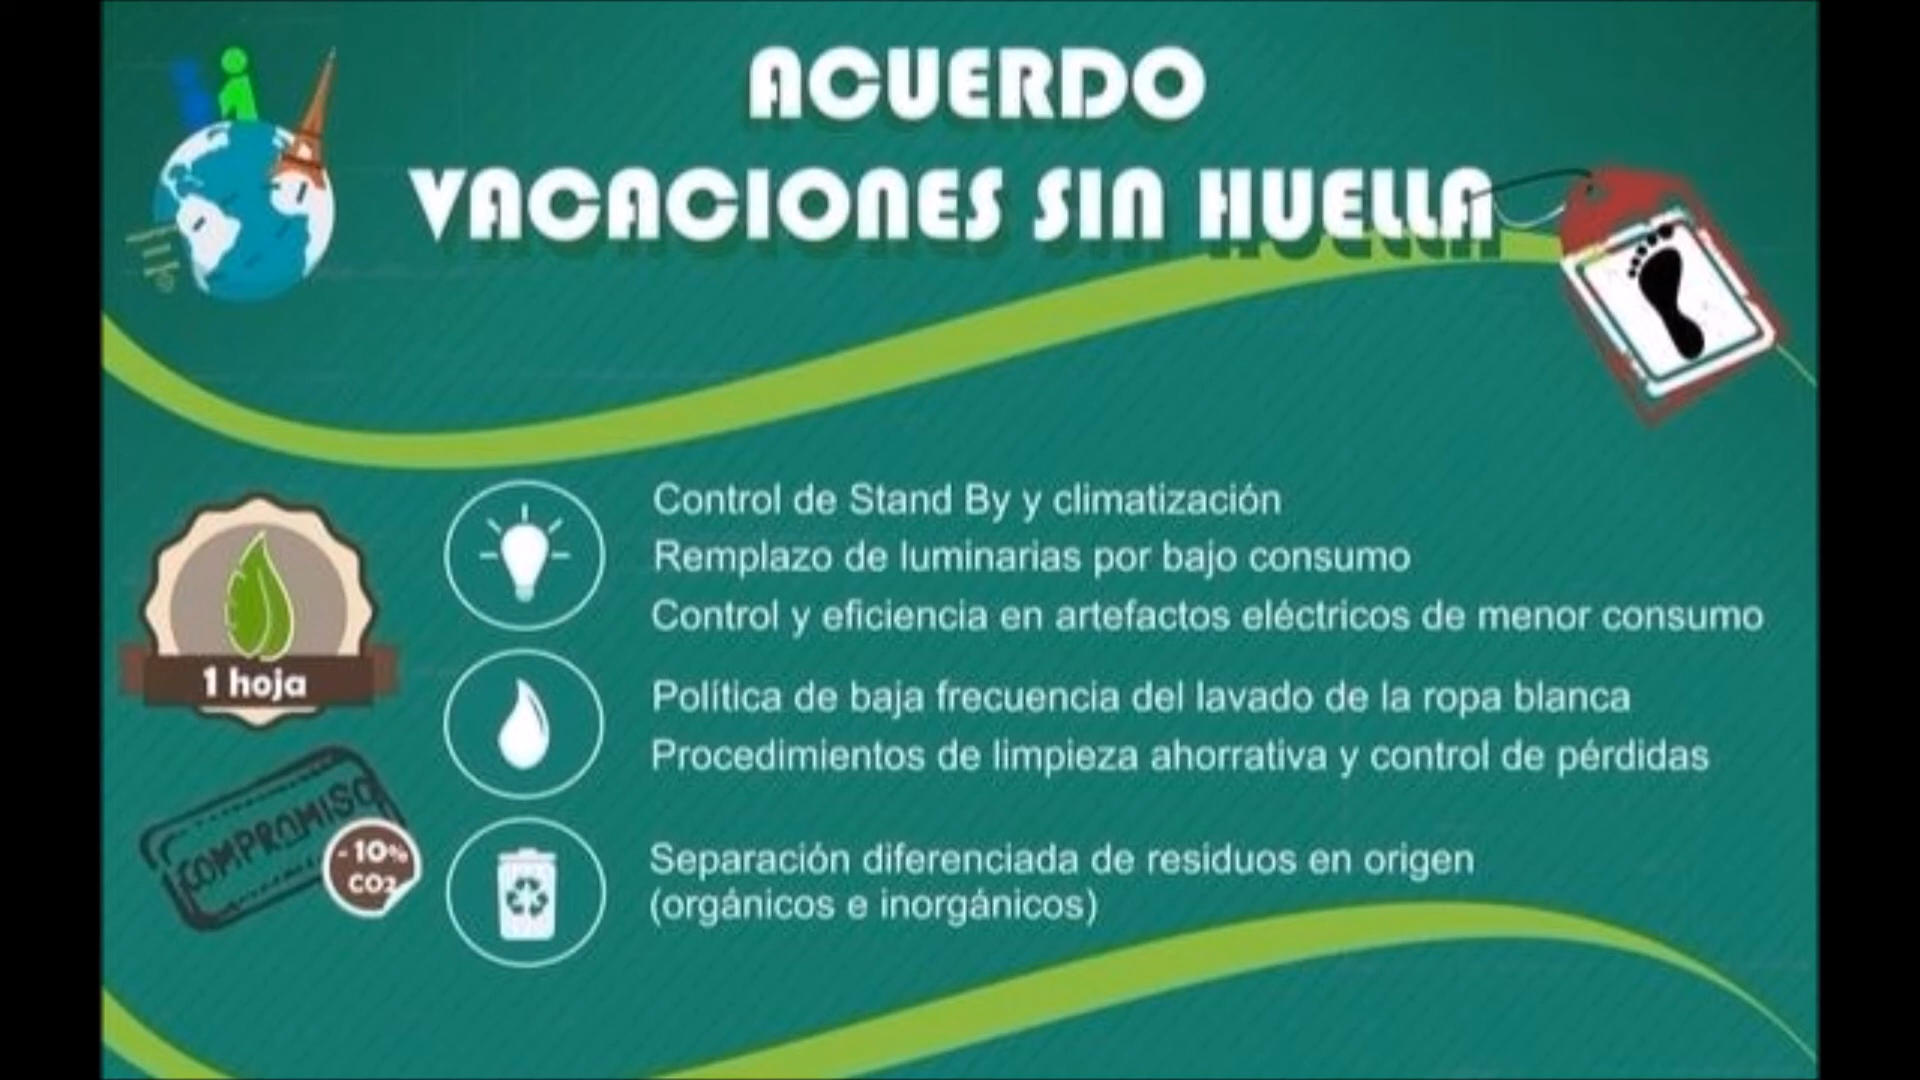 ACUERDO
VACACIONES SIN HUELLA
Control de Stand By y climatización
Remplazo de luminarias por bajo consumo
Control y eficiencia en artefactos eléctricos de menor consumo
1 hoja
Política de baja frecuencia del lavado de la ropa blanca
Procedimientos de limpieza ahorrativa y control de pérdidas
COMPROMISO
- 10%
CO2
Separación diferenciada de residuos en origen
(orgánicos e inorgánicos)